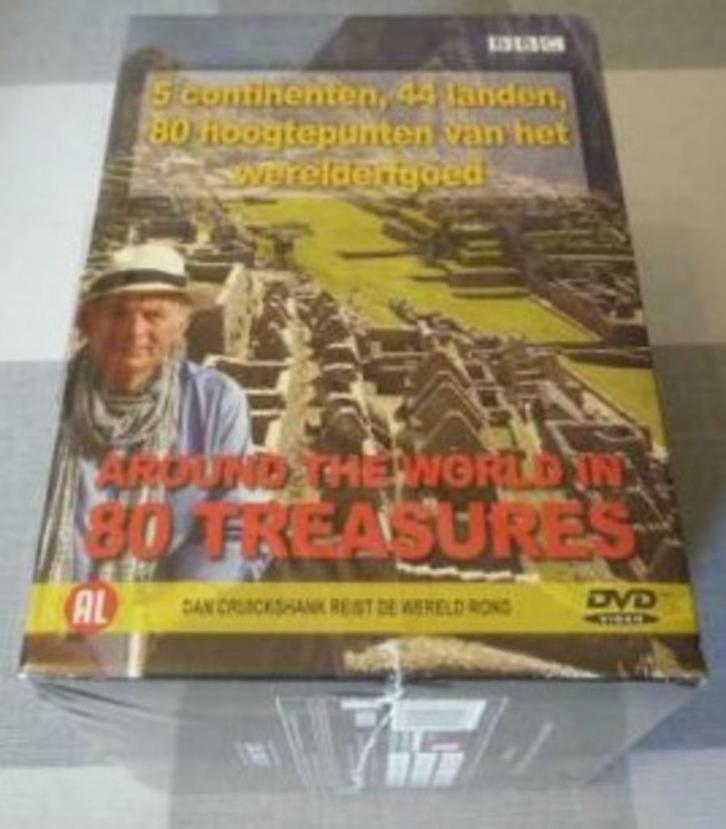 BBC
5 continenten, 44 landen,
80 hoogtepunten van het
werelderfgoed
AROUND THE WORLD IN
80 TREASURES
AL
DAN CRUICKSHANK REIST DE WERELD ROND
DVD
VIDEO